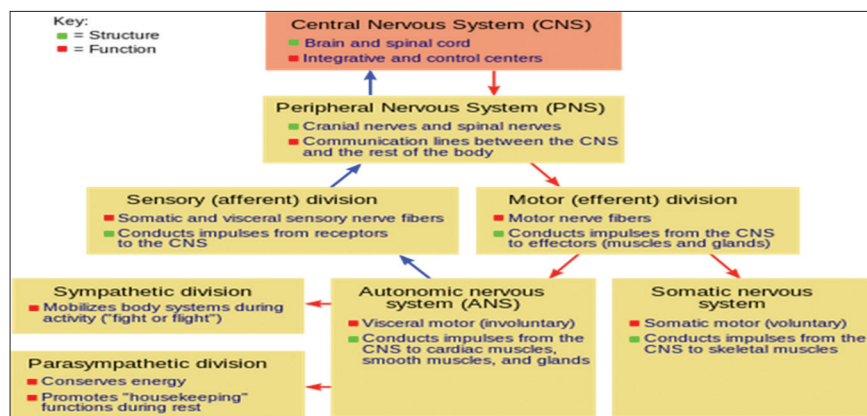 Key:
= Structure
= Function
Central Nervous System (CNS)
Brain and spinal cord
Integrative and control centers
Peripheral Nervous System (PNS)
Cranial nerves and spinal nerves
Communication lines between the CNS
and the rest of the body
Sensory (afferent) division
Somatic and visceral sensory nerve fibers
Conducts impulses from receptors
to the CNS
Motor (efferent) division
Motor nerve fibers
Conducts impulses from the CNS
to effectors (muscles and glands)
Sympathetic division
Mobilizes body systems during
activity ("fight or flight")
Autonomic nervous
system (ANS)
Visceral motor (involuntary)
Conducts impulses from the
CNS to cardiac muscles,
smooth muscles, and glands
Somatic nervous
system
Somatic motor (voluntary)
Conducts impulses from the
CNS to skeletal muscles
Parasympathetic division
Conserves energy
Promotes "housekeeping"
functions during rest